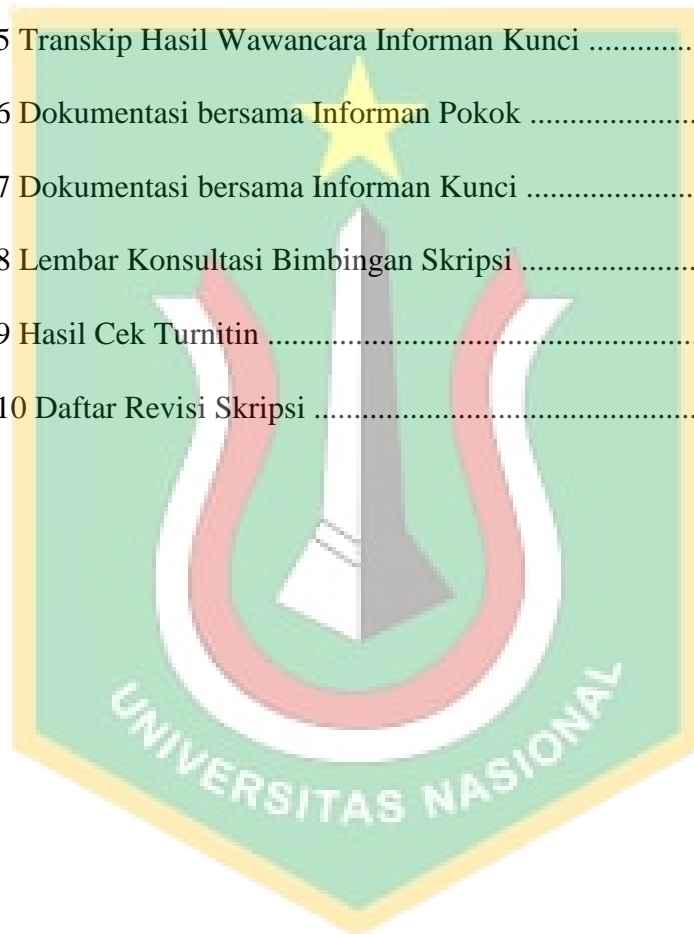 5 Transkip Hasil Wawancara Informan Kunci .............
6 Dokumentasi bersama Informan Pokok .....................
7 Dokumentasi bersama Informan Kunci .....................
8 Lembar Konsultasi Bimbingan Skripsi ......................
9 Hasil Cek Turnitin .....................................................
10 Daftar Revisi Skripsi ...............................................
UNIVERSITAS NASIONAL